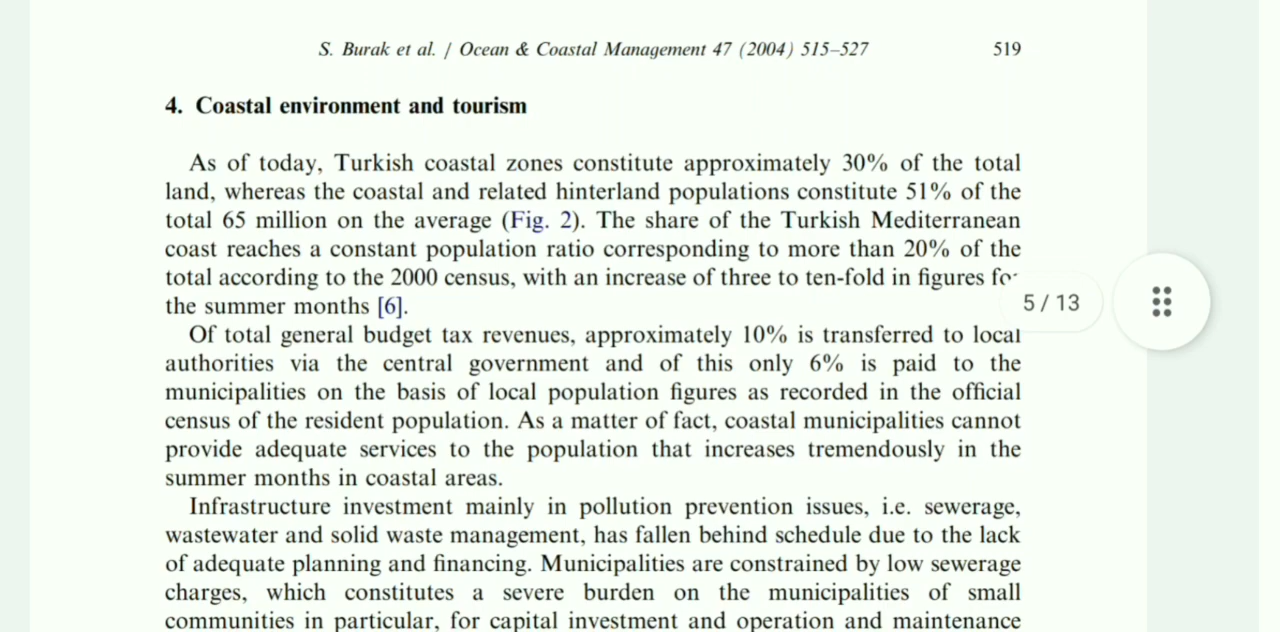 S. Burak et al. / Ocean & Coastal Management 47 (2004) 515–527 519
4. Coastal environment and tourism
As of today, Turkish coastal zones constitute approximately 30% of the total
land, whereas the coastal and related hinterland populations constitute 51% of the
total 65 million on the average (Fig. 2). The share of the Turkish Mediterranean
coast reaches a constant population ratio corresponding to more than 20% of the
total according to the 2000 census, with an increase of three to ten-fold in figures for
the summer months [6].
5 / 13
Of total general budget tax revenues, approximately 10% is transferred to local
authorities via the central government and of this only 6% is paid to the
municipalities on the basis of local population figures as recorded in the official
census of the resident population. As a matter of fact, coastal municipalities cannot
provide adequate services to the population that increases tremendously in the
summer months in coastal areas.
Infrastructure investment mainly in pollution prevention issues, i.e. sewerage,
wastewater and solid waste management, has fallen behind schedule due to the lack
of adequate planning and financing. Municipalities are constrained by low sewerage
charges, which constitutes a severe burden on the municipalities of small
communities in particular, for capital investment and operation and maintenance